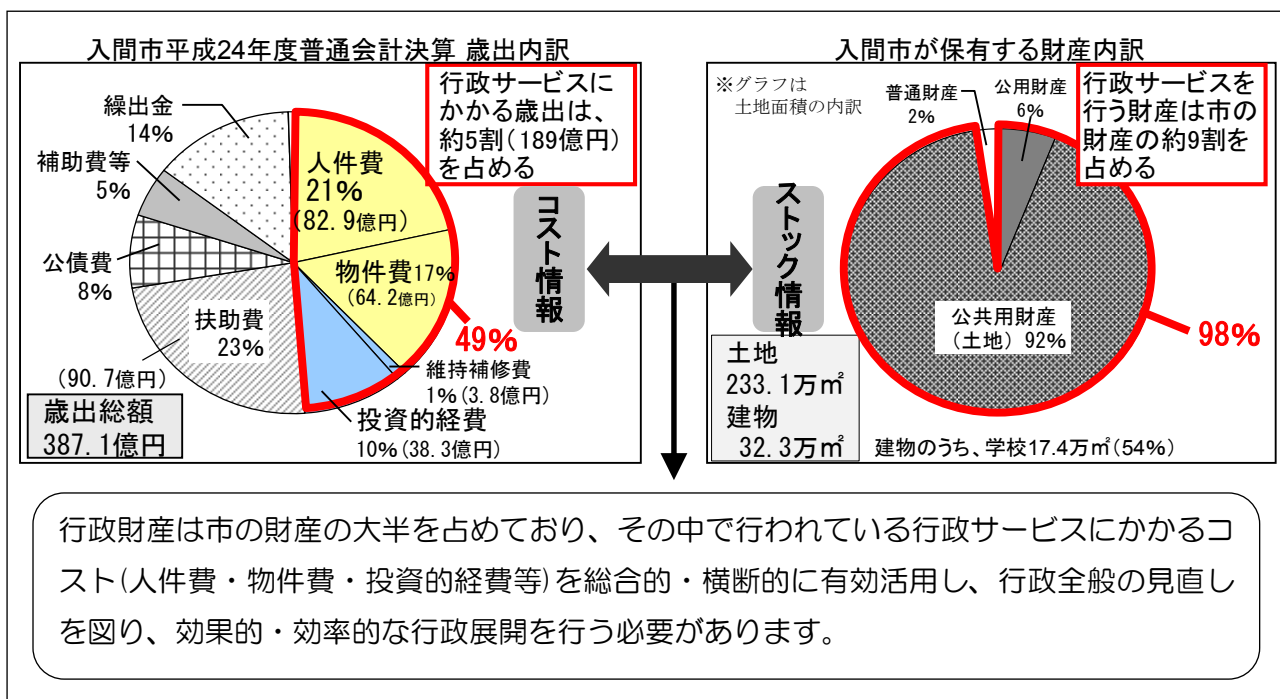 入間市平成24年度普通会計決算 歳出内訳
行政サービスに
かかる歳出は、
約5割(189億円)
を占める
繰出金
14%
補助費等
5%
公債費
8%
扶助費
23%
(90.7億円)
人件費
21%
(82.9億円)
物件費17%
(64.2億円)
49%
維持補修費
1%(3.8億円)
投資的経費
10%(38.3億円)
歳出総額
387.1億円
コスト情報
ストック情報
入間市が保有する財産内訳
※グラフは
土地面積の内訳
普通財産
2%
公用財産
6%
行政サービスを
行う財産は市の
財産の約9割を
占める
公共用財産
(土地) 92%
98%
土地
233.1万㎡
建物
32.3万㎡
建物のうち、学校17.4万㎡(54%)
行政財産は市の財産の大半を占めており、その中で行われている行政サービスにかかるコ
スト(人件費・物件費・投資的経費等)を総合的・横断的に有効活用し、行政全般の見直し
を図り、効果的・効率的な行政展開を行う必要があります。